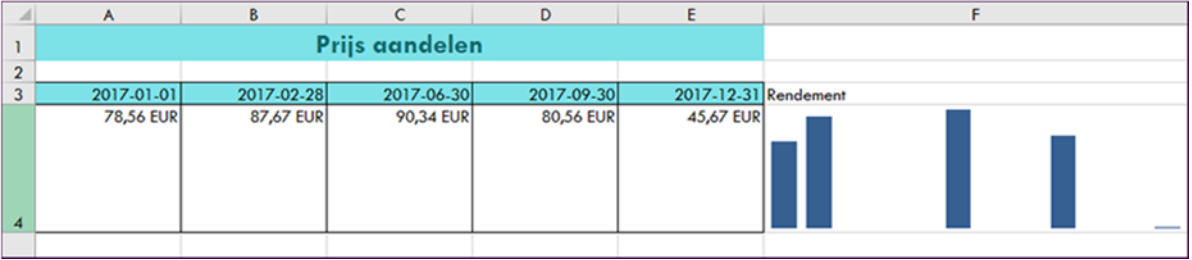 A B C D E F
1 Prijs aandelen
2
3 2017-01-01 2017-02-28 2017-06-30 2017-09-30 2017-12-31 Rendement
78,56 EUR 87,67 EUR 90,34 EUR 80,56 EUR 45,67 EUR
4